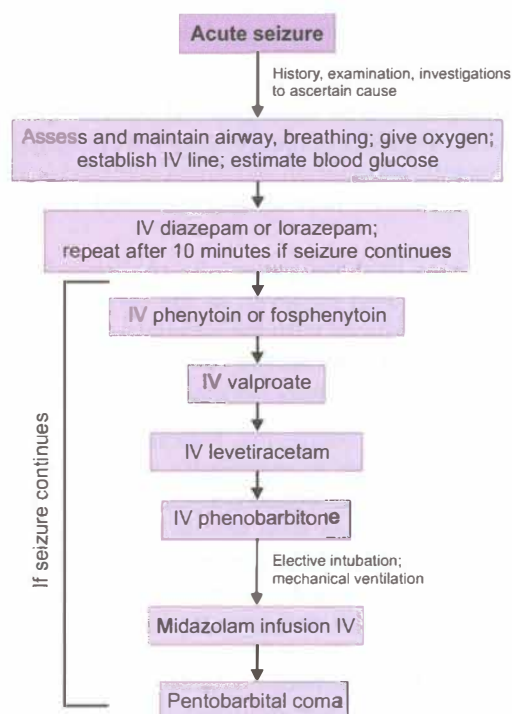 Acute seizure
History, examination, investigations
to ascertain cause
Assess and maintain airway, breathing; give oxygen;
establish IV line; estimate blood glucose
IV diazepam or lorazepam;
repeat after 10 minutes if seizure continues
If seizure continues
IV phenytoin or fosphenytoin
IV valproate
IV levetiracetam
IV phenobarbitone
Elective intubation;
mechanical ventilation
Midazolam infusion IV
Pentobarbital coma